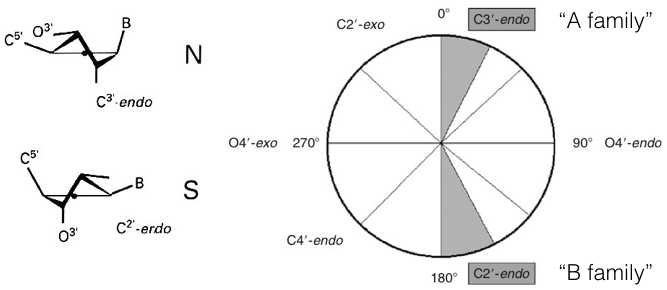 O3'
B
C5'
N
C3'-endo
C5'
B
S
O3'
C2'-endo
C2'-exo
0°
C3'-endo
“A family”
O4'-exo
270°
90°
O4'-endo
C4'-endo
180°
C2'-endo
“B family”